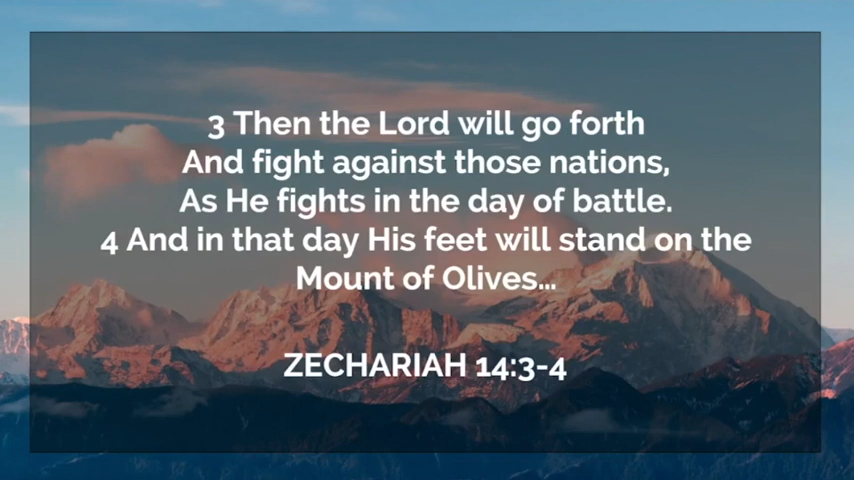 3 Then the Lord will go forth
And fight against those nations,
As He fights in the day of battle.
4 And in that day His feet will stand on the
Mount of Olives...
ZECHARIAH 14:3-4